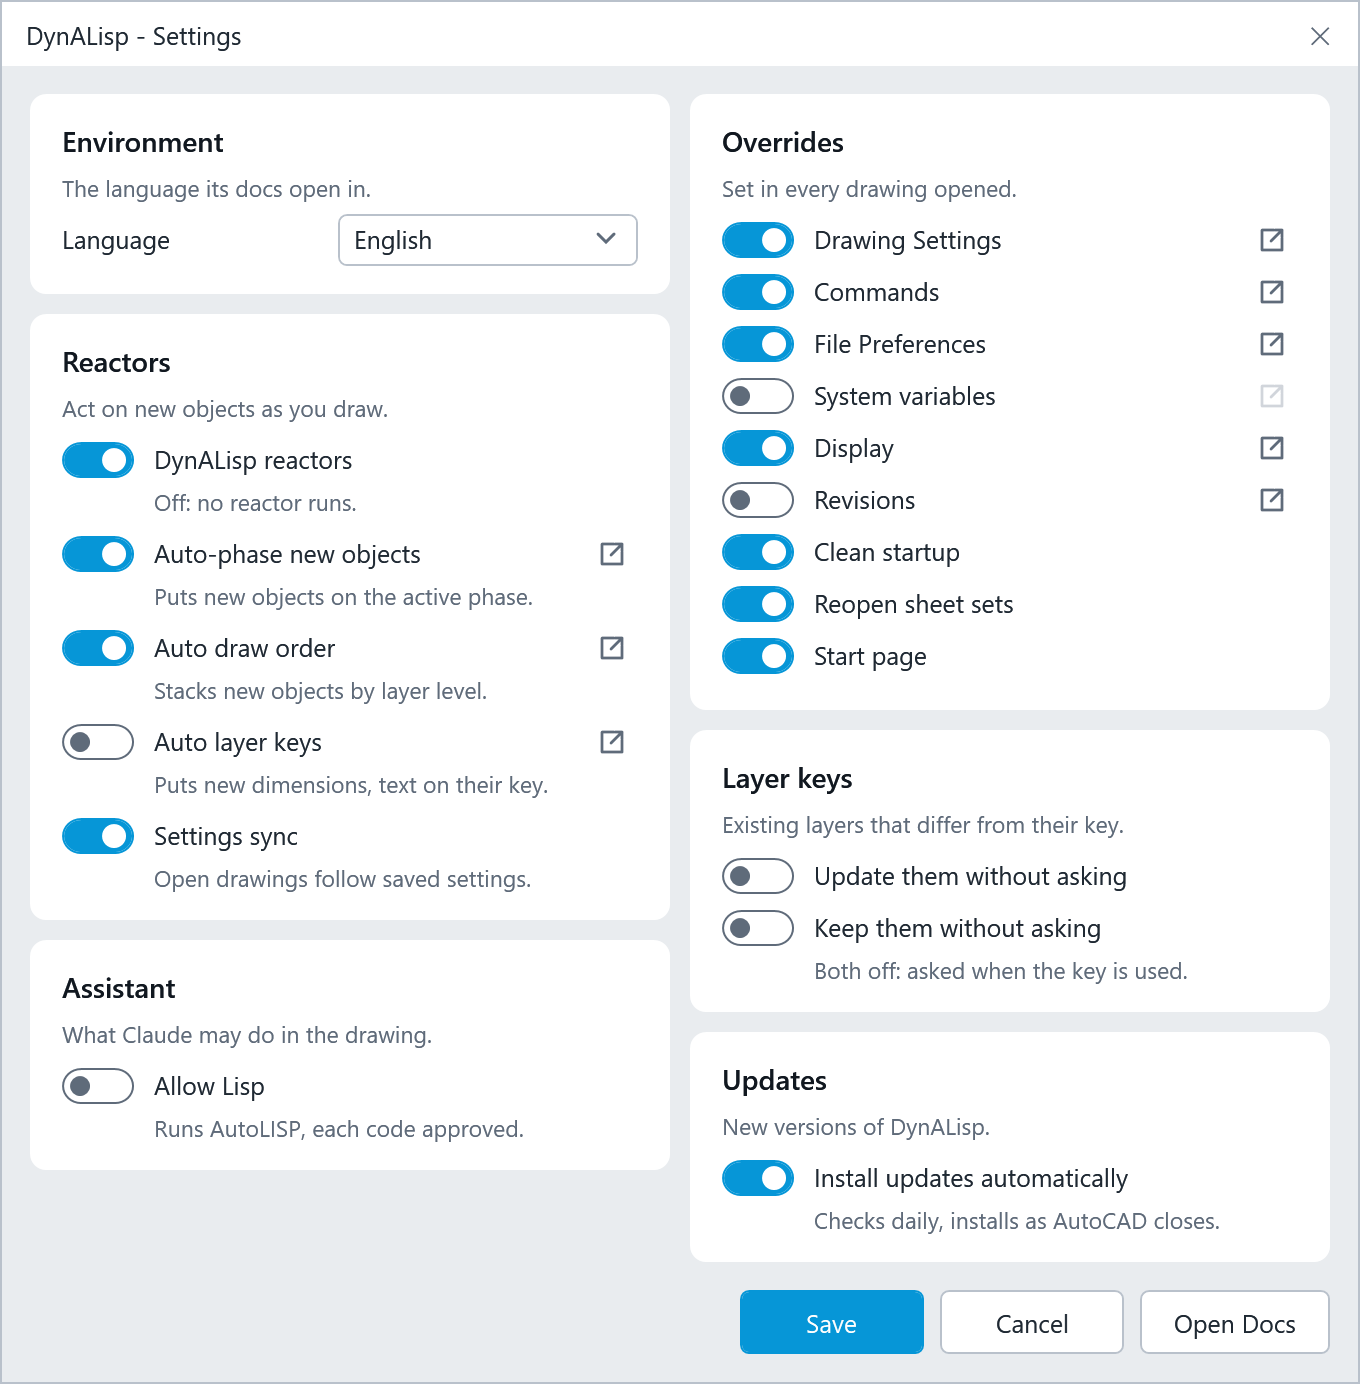 DynALisp - Settings
Environment
The language its docs open in.
Language
English
Reactors
Act on new objects as you draw.
DynALisp reactors
Off: no reactor runs.
Auto-phase new objects
Puts new objects on the active phase.
Auto draw order
Stacks new objects by layer level.
Auto layer keys
Puts new dimensions, text on their key.
Settings sync
Open drawings follow saved settings.
Assistant
What Claude may do in the drawing.
Allow Lisp
Runs AutoLISP, each code approved.
Overrides
Set in every drawing opened.
Drawing Settings
Commands
File Preferences
System variables
Display
Revisions
Clean startup
Reopen sheet sets
Start page
Layer keys
Existing layers that differ from their key.
Update them without asking
Keep them without asking
Both off: asked when the key is used.
Updates
New versions of DynALisp.
Install updates automatically
Checks daily, installs as AutoCAD closes.
Save
Cancel
Open Docs